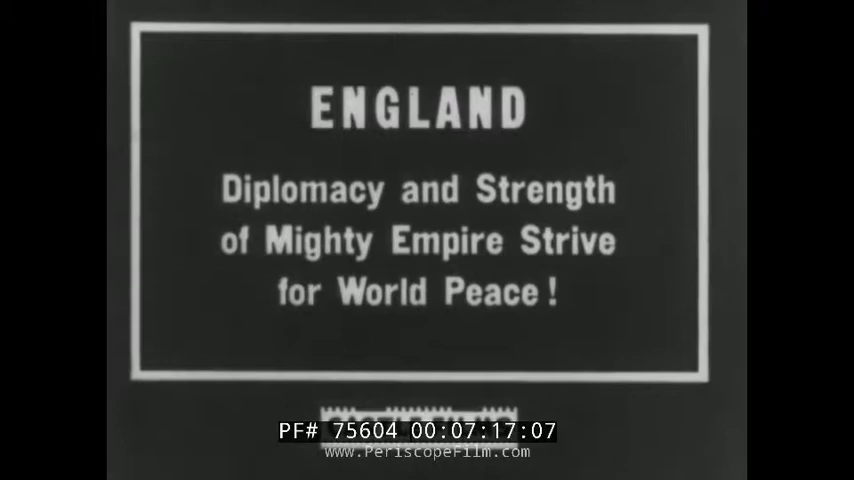 ENGLAND
Diplomacy and Strength
of Mighty Empire Strive
for World Peace!
PF# 75604 00:07:17:07
www.PeriscopeFilm.com